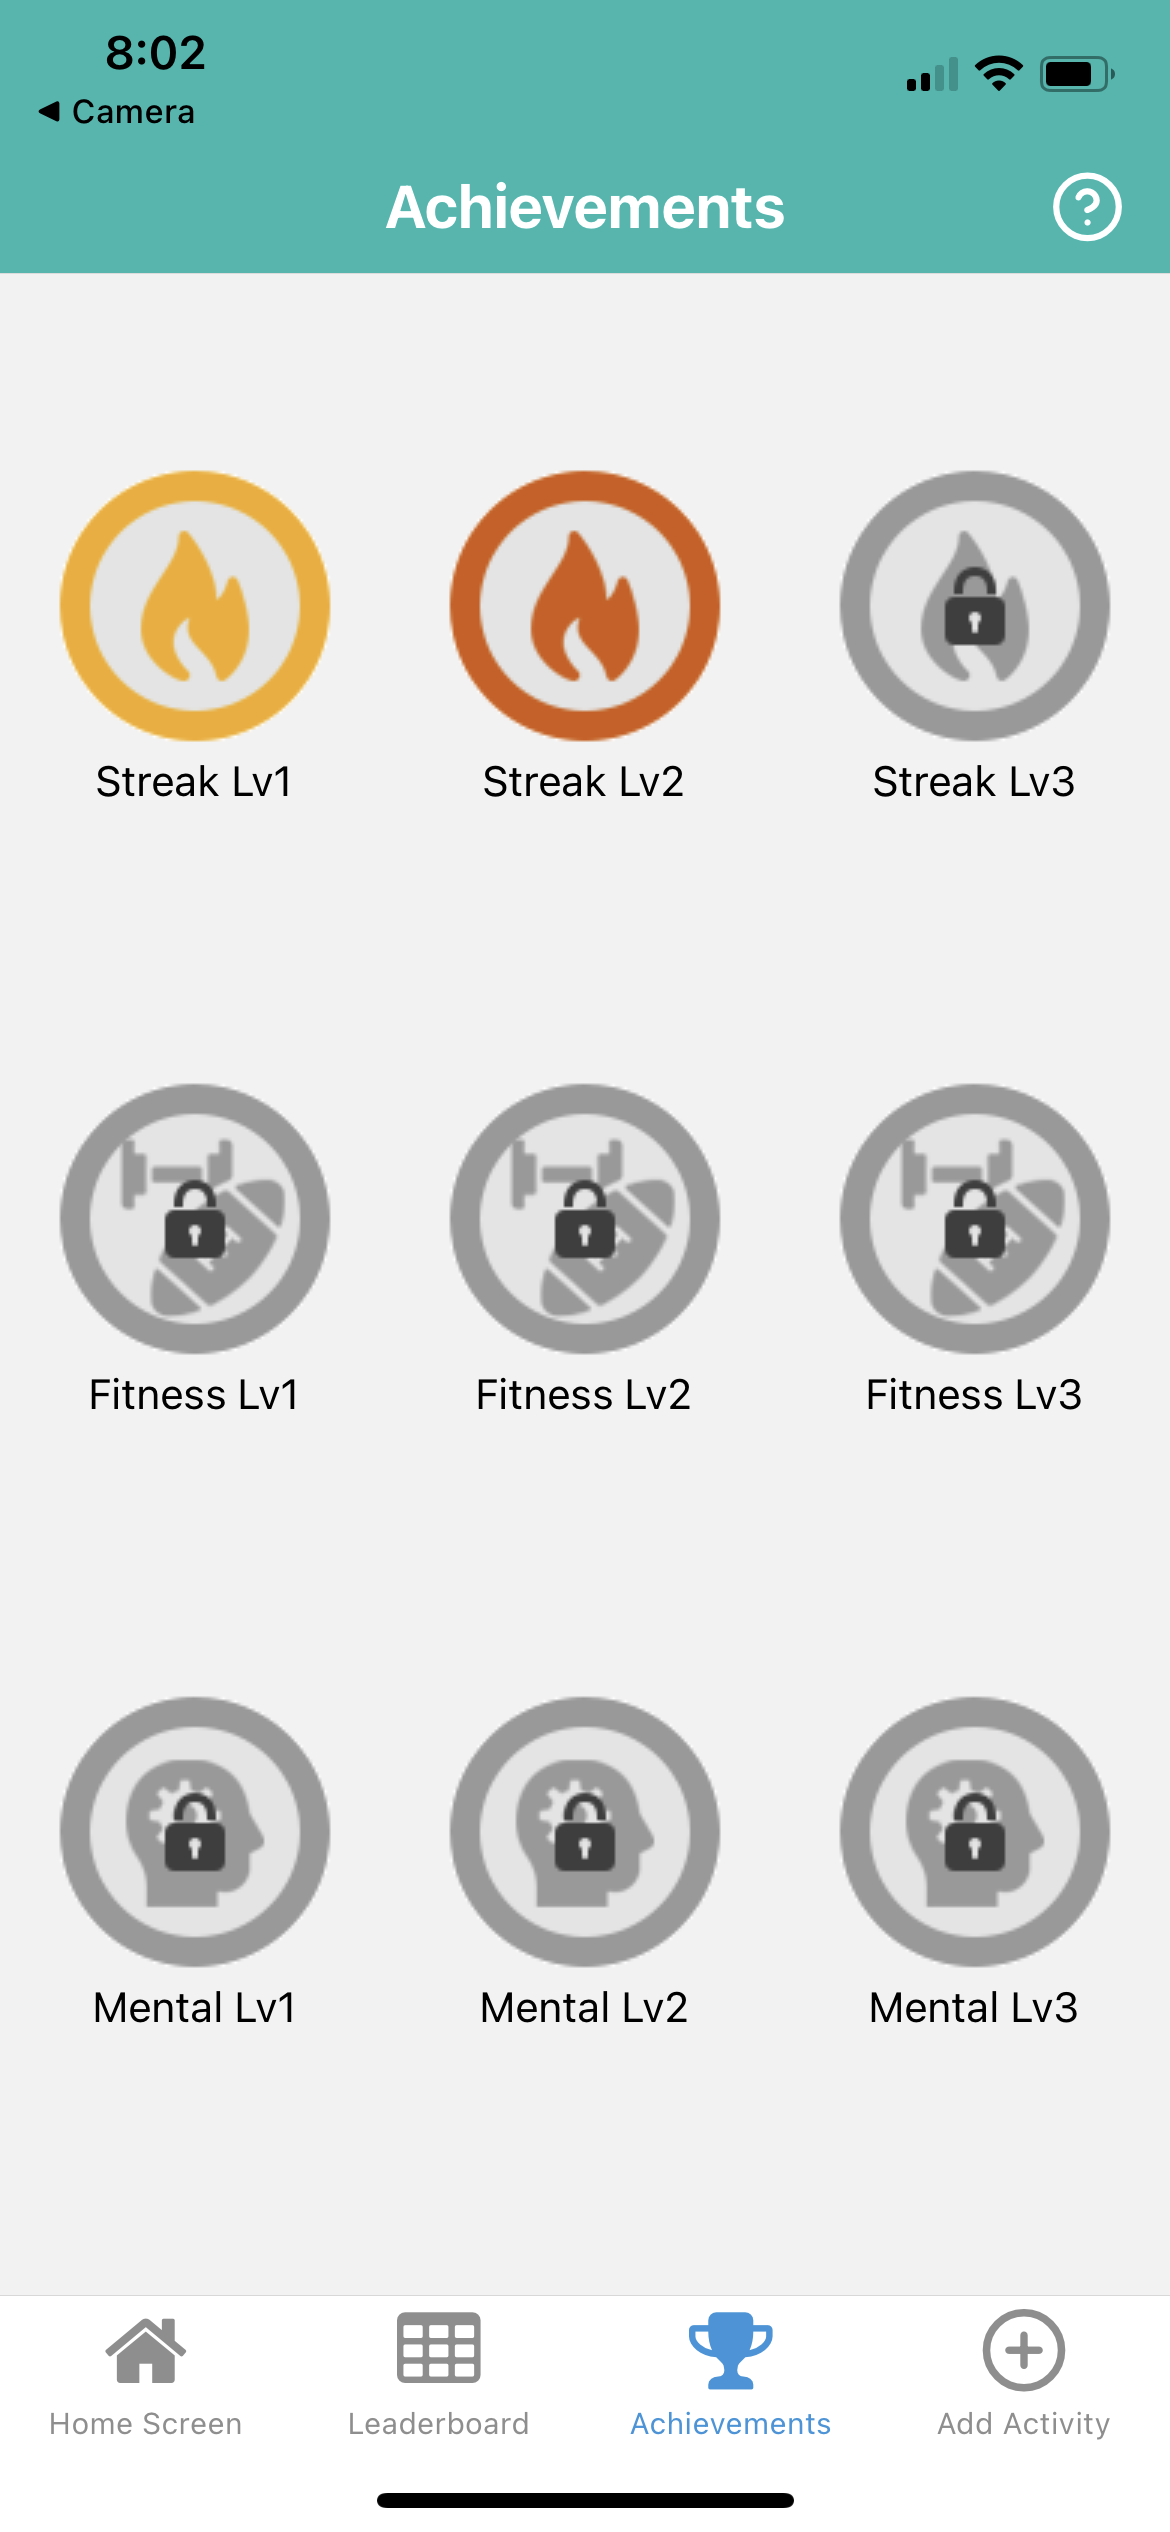 8:02
◀ Camera
Achievements
Streak Lv1
Streak Lv2
Streak Lv3
Fitness Lv1
Fitness Lv2
Fitness Lv3
Mental Lv1
Mental Lv2
Mental Lv3
Home Screen
Leaderboard
Achievements
Add Activity